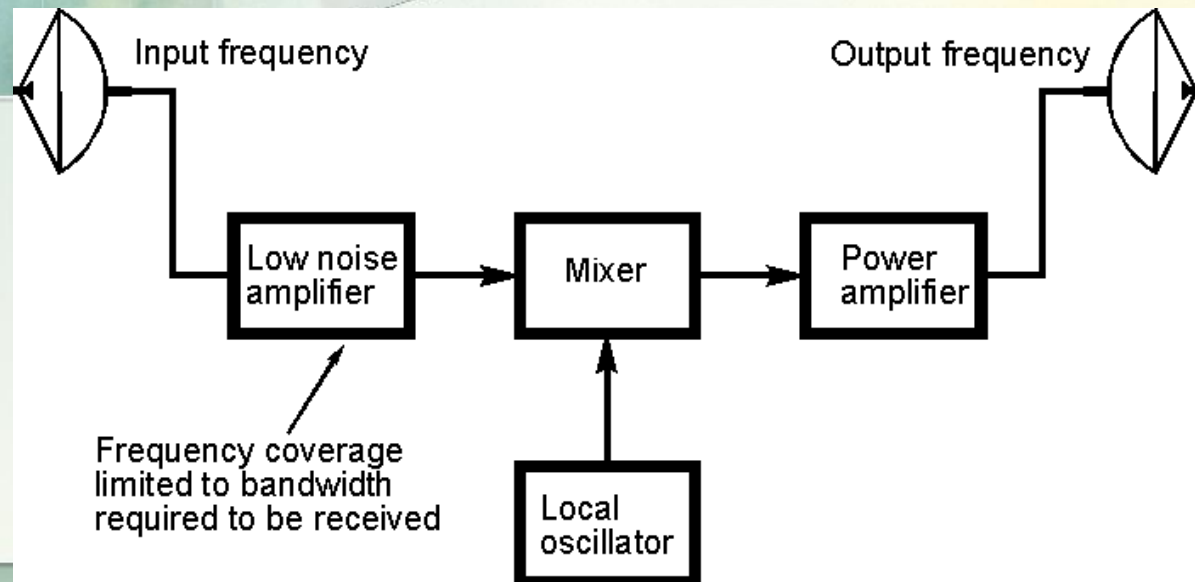 Input frequency
Output frequency
Low noise
amplifier
Mixer
Power
amplifier
Frequency coverage
limited to bandwidth
required to be received
Local
oscillator